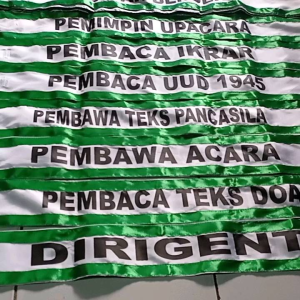 PEMIMPIN UPACARA
PEMBACA IKRAR
PEMBACA UUD 1945
PEMBAWA TEKS PANCASILA
PEMBAWA ACARA
PEMBACA TEKS DOA
DIRIGENT